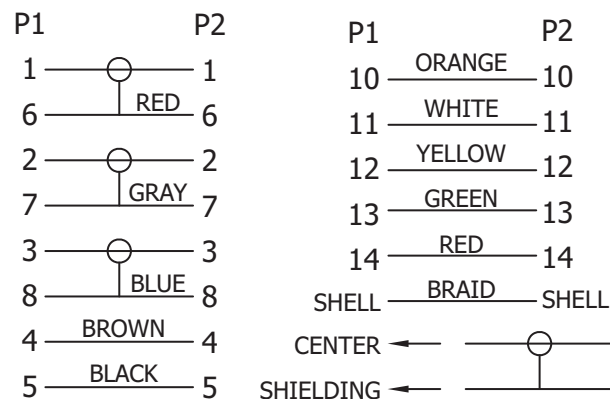 P1 P2
1 1
6 RED 6
2 2
7 GRAY 7
3 3
8 BLUE 8
4 BROWN 4
5 BLACK 5
P1 P2
10 ORANGE 10
11 WHITE 11
12 YELLOW 12
13 GREEN 13
14 RED 14
SHELL BRAID SHELL
CENTER
SHIELDING